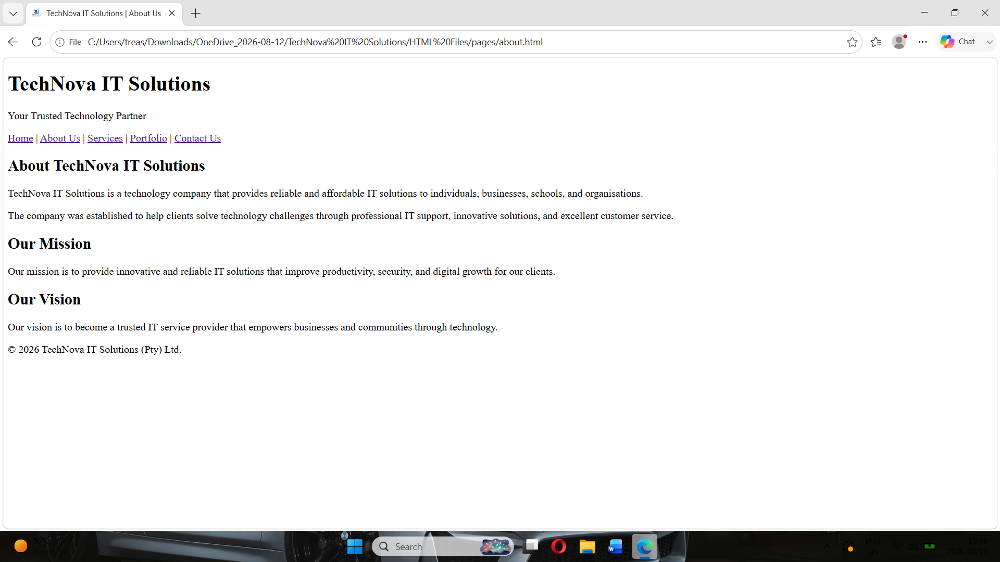 TechNova IT Solutions | About Us
File C:/Users/treas/Downloads/OneDrive_2026-08-12/TechNova%20IT%20Solutions/HTML%20Files/pages/about.html
Chat
TechNova IT Solutions
Your Trusted Technology Partner
Home | About Us | Services | Portfolio | Contact Us
About TechNova IT Solutions
TechNova IT Solutions is a technology company that provides reliable and affordable IT solutions to individuals, businesses, schools, and organisations.
The company was established to help clients solve technology challenges through professional IT support, innovative solutions, and excellent customer service.
Our Mission
Our mission is to provide innovative and reliable IT solutions that improve productivity, security, and digital growth for our clients.
Our Vision
Our vision is to become a trusted IT service provider that empowers businesses and communities through technology.
© 2026 TechNova IT Solutions (Pty) Ltd.
16°C
Search
ENG
US
12:49
2026/08/13